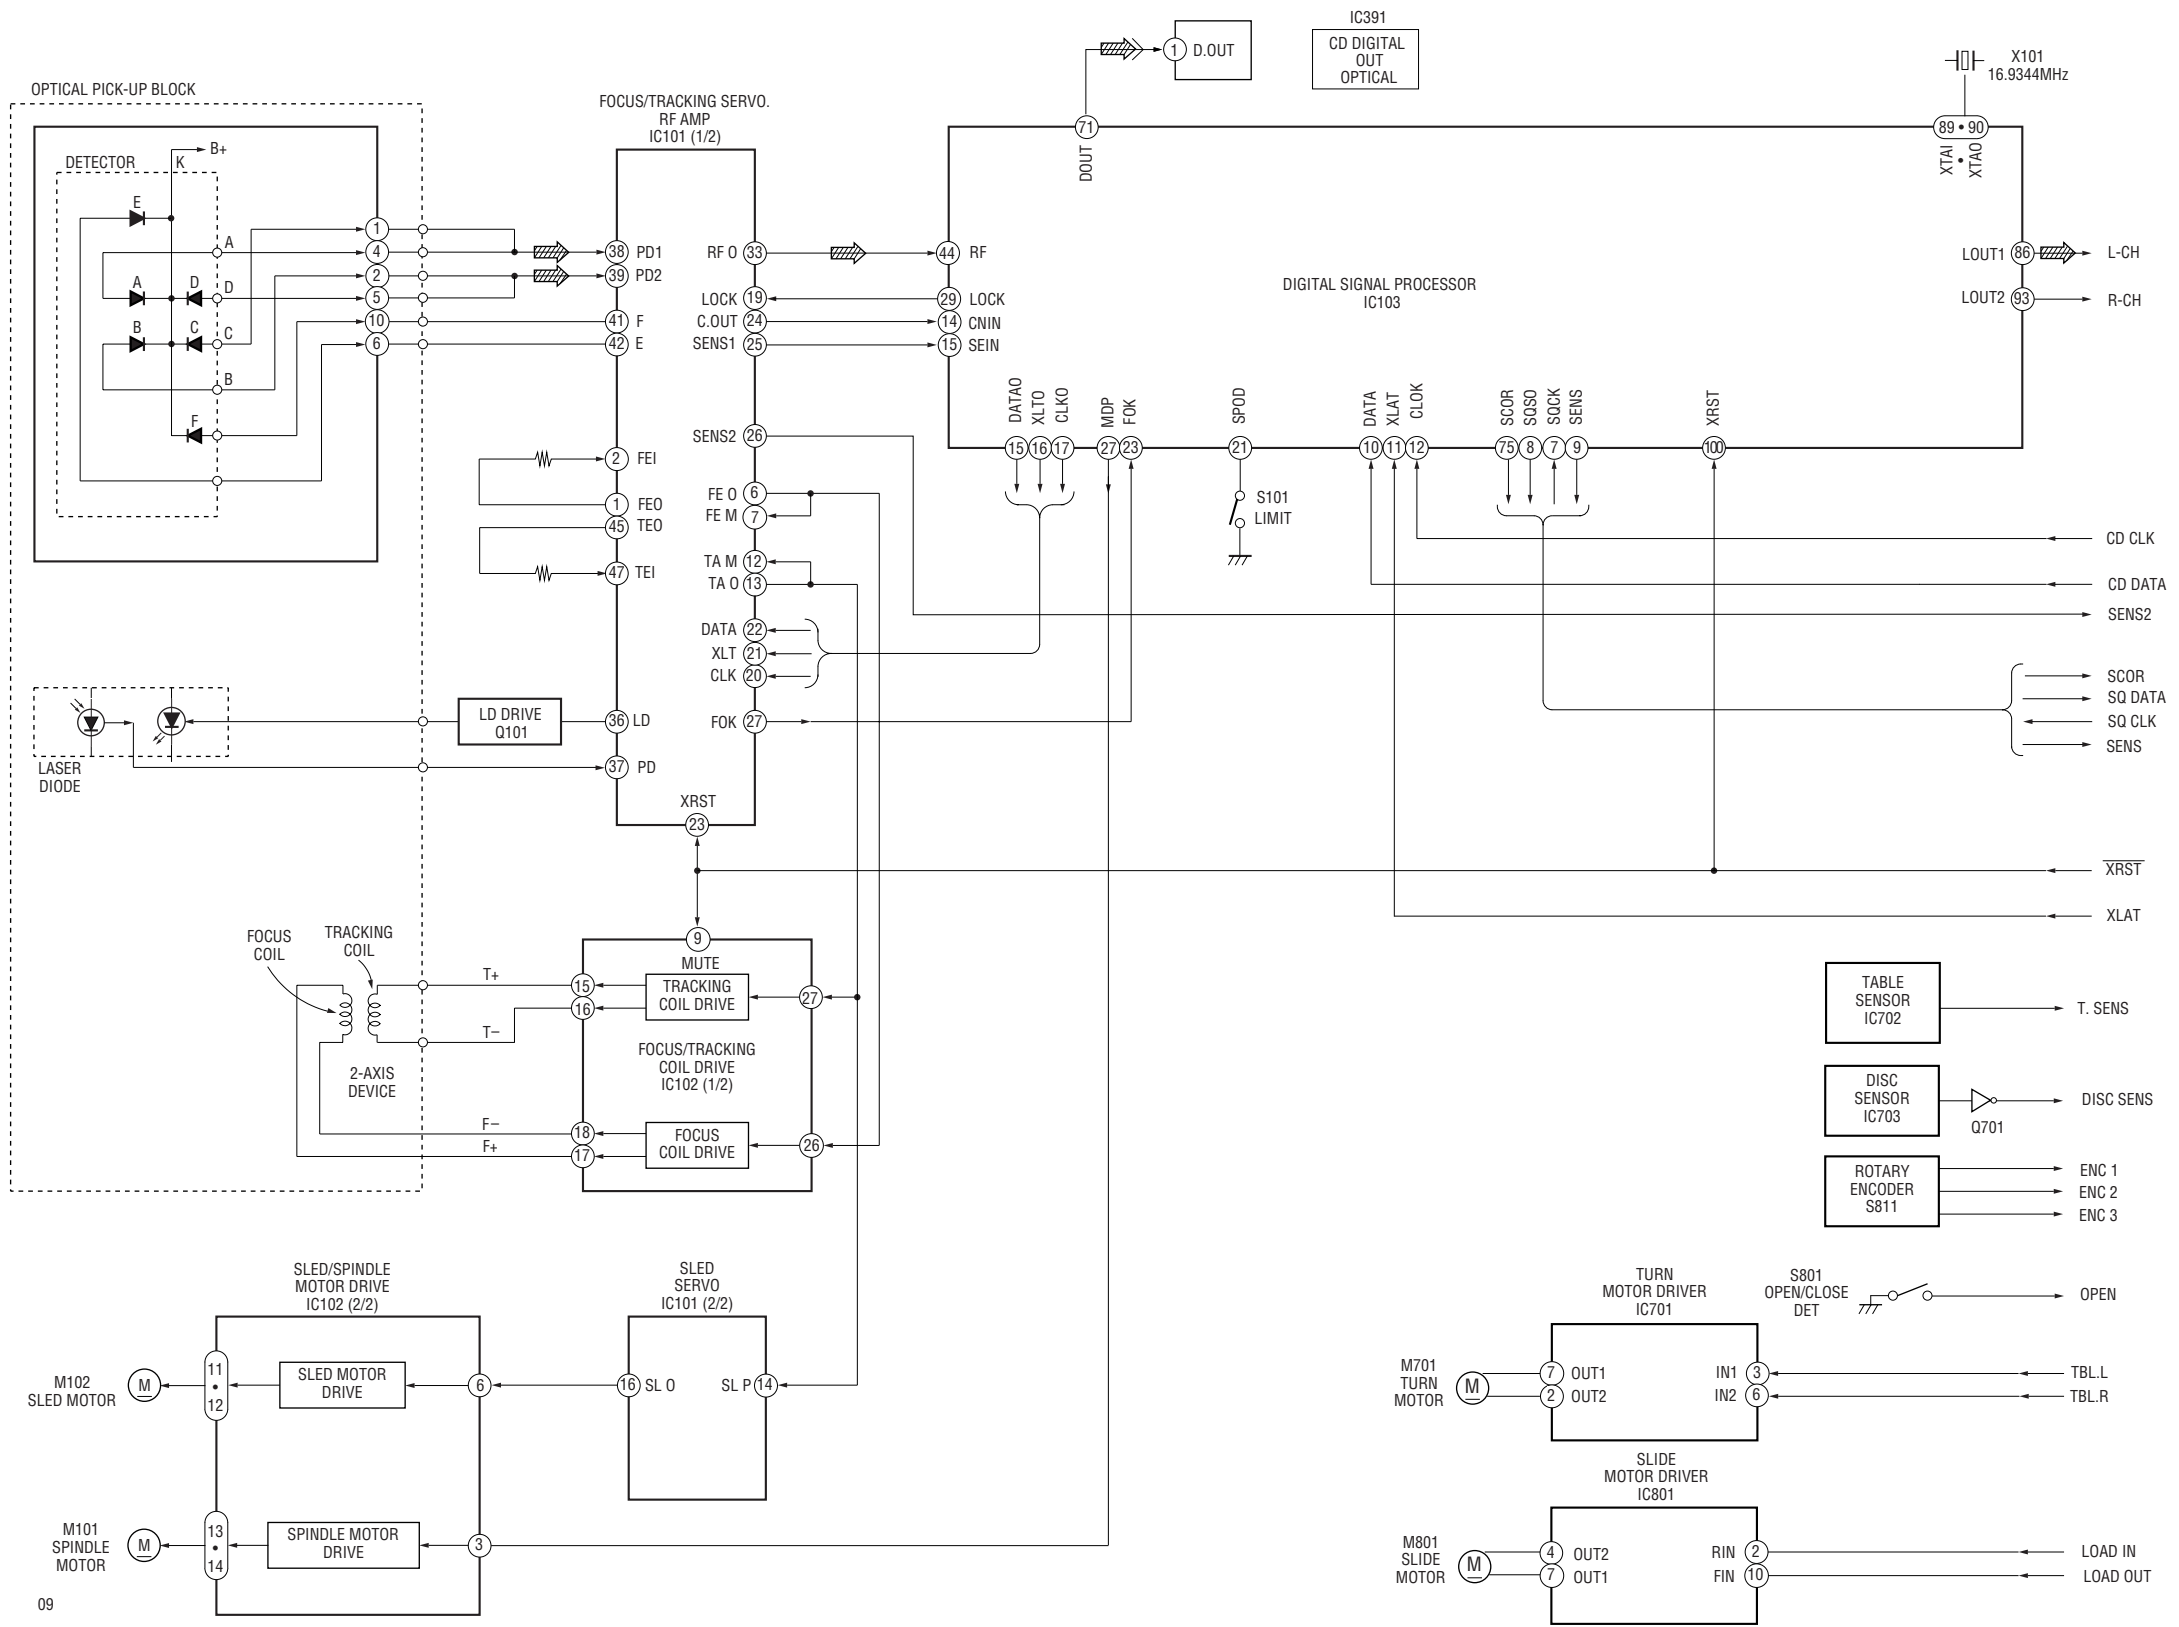 IC391
CD DIGITAL
OUT
OPTICAL
1 D.OUT
X101
16.9344MHz
OPTICAL PICK-UP BLOCK
DETECTOR
K
B+
E
A
A
D
D
B
C
C
B
F
1
4
2
5
10
6
FOCUS/TRACKING SERVO.
RF AMP
IC101 (1/2)
38 PD1
39 PD2
41 F
42 E
2 FEI
1 FEO
45 TEO
47 TEI
36 LD
37 PD
RF O 33
LOCK 19
C.OUT 24
SENS1 25
SENS2 26
FE O 6
FE M 7
TA M 12
TA O 13
DATA 22
XLT 21
CLK 20
FOK 27
XRST
23
71
DOUT
89 • 90
XTAI • XTAO
44 RF
29 LOCK
14 CNIN
15 SEIN
DIGITAL SIGNAL PROCESSOR
IC103
LOUT1 86 L-CH
LOUT2 93 R-CH
DATAO
XLTO
CLKO
MDP
FOK
SPOD
DATA
XLAT
CLOK
SCOR
SQSO
SQCK
SENS
XRST
15 16 17 27 23 21 10 11 12 75 8 7 9 100
S101
LIMIT
CD CLK
CD DATA
SENS2
SCOR
SQ DATA
SQ CLK
SENS
XRST
XLAT
LASER
DIODE
LD DRIVE
Q101
FOCUS
COIL
TRACKING
COIL
2-AXIS
DEVICE
T+
T–
F–
F+
9
MUTE
15
16
18
17
TRACKING
COIL DRIVE
27
FOCUS/TRACKING
COIL DRIVE
IC102 (1/2)
FOCUS
COIL DRIVE
26
TABLE
SENSOR
IC702
T. SENS
DISC
SENSOR
IC703
Q701
DISC SENS
ROTARY
ENCODER
S811
ENC 1
ENC 2
ENC 3
SLED/SPINDLE
MOTOR DRIVE
IC102 (2/2)
M102
SLED MOTOR
M
11 • 12
SLED MOTOR
DRIVE
6
M101
SPINDLE
MOTOR
M
13 • 14
SPINDLE MOTOR
DRIVE
3
SLED
SERVO
IC101 (2/2)
16 SL O
SL P 14
TURN
MOTOR DRIVER
IC701
S801
OPEN/CLOSE
DET
OPEN
M701
TURN
MOTOR
M
7 OUT1
2 OUT2
IN1 3
IN2 6
TBL.L
TBL.R
SLIDE
MOTOR DRIVER
IC801
M801
SLIDE
MOTOR
M
4 OUT2
7 OUT1
RIN 2
FIN 10
LOAD IN
LOAD OUT
09